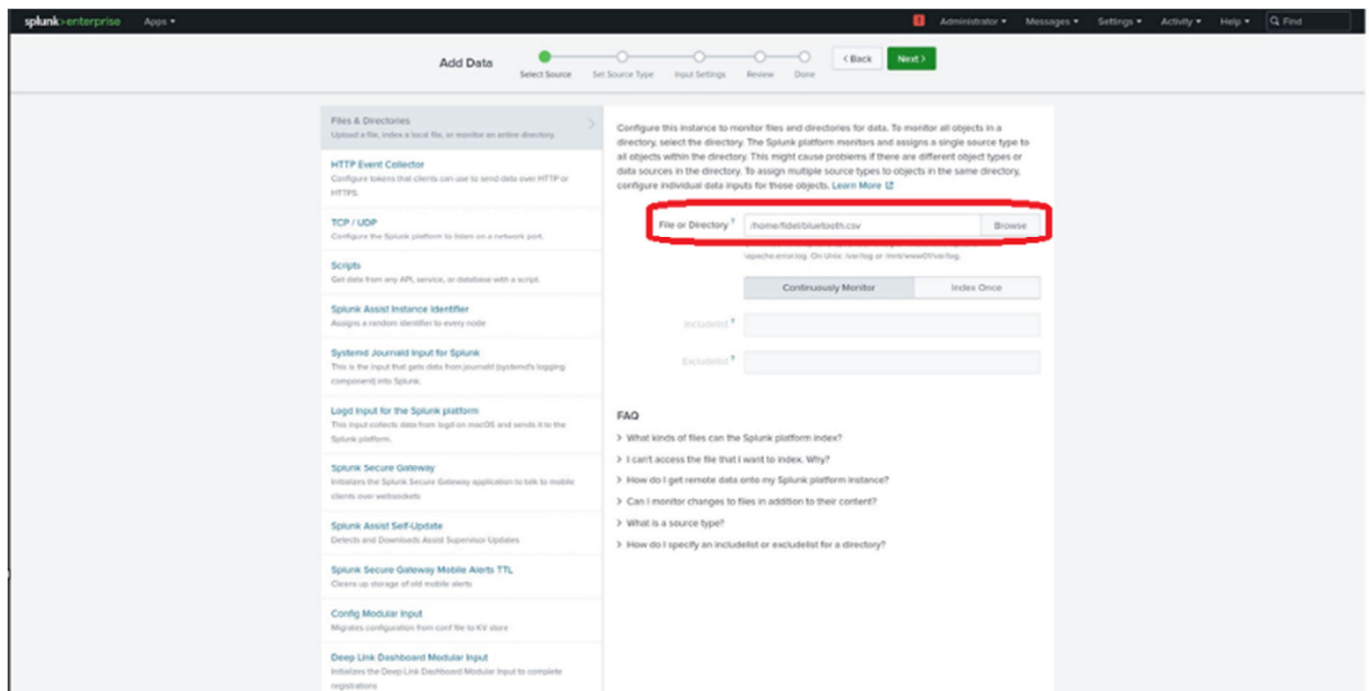 splunk>enterprise Apps ▾
! Administrator ▾ Messages ▾ Settings ▾ Activity ▾ Help ▾ Find
Add Data
Select Source Set Source Type Input Settings Review Done
< Back Next >
Files & Directories
Upload a file, index a local file, or monitor an entire directory.
HTTP Event Collector
Configure tokens that clients can use to send data over HTTP or
HTTPS.
TCP / UDP
Configure the Splunk platform to listen on a network port.
Scripts
Get data from any API, service, or database with a script.
Splunk Assist Instance Identifier
Assigns a random identifier to every node
Systemd Journald Input for Splunk
This is the input that gets data from journald (systemd's logging
component) into Splunk.
Logd Input for the Splunk platform
This input collects data from logd on macOS and sends it to the
Splunk platform.
Splunk Secure Gateway
Initializes the Splunk Secure Gateway application to talk to mobile
clients over websockets
Splunk Assist Self-Update
Detects and Downloads Assist Supervisor Updates
Splunk Secure Gateway Mobile Alerts TTL
Cleans up storage of old mobile alerts
Config Modular Input
Migrates configuration from conf file to KV store
Deep Link Dashboard Modular Input
Initializes the Deep Link Dashboard Modular Input to complete
registrations
Configure this instance to monitor files and directories for data. To monitor all objects in a
directory, select the directory. The Splunk platform monitors and assigns a single source type to
all objects within the directory. This might cause problems if there are different object types or
data sources in the directory. To assign multiple source types to objects in the same directory,
configure individual data inputs for those objects. Learn More
File or Directory ? /home/fidel/bluetooth.csv Browse
\apache.error.log. On Unix: /var/log or /mnt/www01/var/log.
Continuously Monitor Index Once
Includelist ?
Excludelist ?
FAQ
> What kinds of files can the Splunk platform index?
> I can't access the file that I want to index. Why?
> How do I get remote data onto my Splunk platform instance?
> Can I monitor changes to files in addition to their content?
> What is a source type?
> How do I specify an includelist or excludelist for a directory?